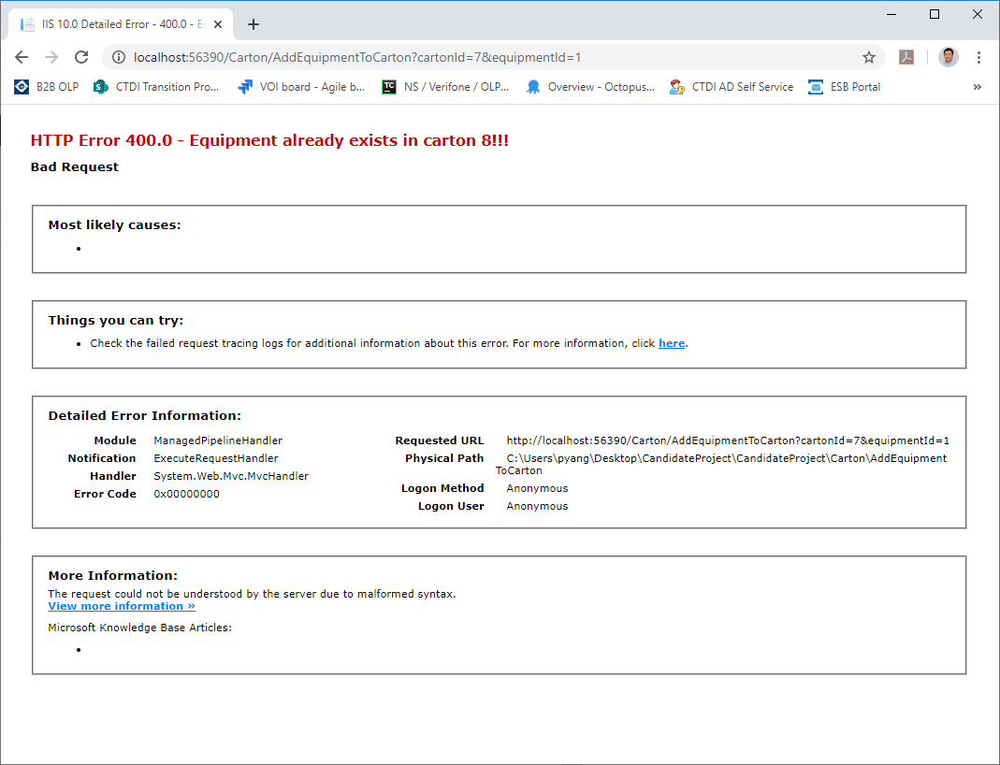 IIS 10.0 Detailed Error - 400.0 - E
localhost:56390/Carton/AddEquipmentToCarton?cartonId=7&equipmentId=1
B2B OLP
CTDI Transition Pro...
VOI board - Agile b...
TC
NS / Verifone / OLP...
Overview - Octopus...
CTDI AD Self Service
ESB Portal
HTTP Error 400.0 - Equipment already exists in carton 8!!!
Bad Request
Most likely causes:
Things you can try:
Check the failed request tracing logs for additional information about this error. For more information, click here.
Detailed Error Information:
Module ManagedPipelineHandler
Notification ExecuteRequestHandler
Handler System.Web.Mvc.MvcHandler
Error Code 0x00000000
Requested URL http://localhost:56390/Carton/AddEquipmentToCarton?cartonId=7&equipmentId=1
Physical Path C:\Users\pyang\Desktop\CandidateProject\CandidateProject\Carton\AddEquipment
ToCarton
Logon Method Anonymous
Logon User Anonymous
More Information:
The request could not be understood by the server due to malformed syntax.
View more information »
Microsoft Knowledge Base Articles: